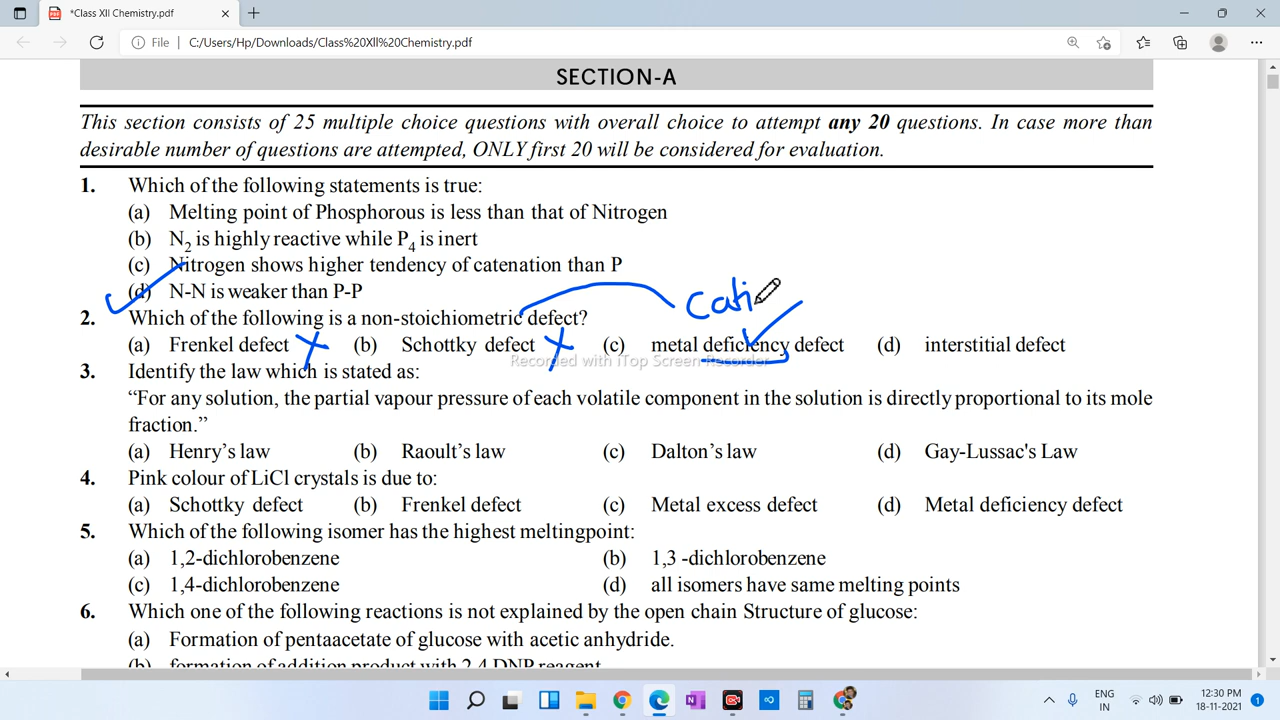 *Class XII Chemistry.pdf
File C:/Users/Hp/Downloads/Class%20XII%20Chemistry.pdf
SECTION-A
This section consists of 25 multiple choice questions with overall choice to attempt any 20 questions. In case more than
desirable number of questions are attempted, ONLY first 20 will be considered for evaluation.
1. Which of the following statements is true:
(a) Melting point of Phosphorous is less than that of Nitrogen
(b) N2 is highly reactive while P4 is inert
(c) Nitrogen shows higher tendency of catenation than P
(d) N-N is weaker than P-P
cati
2. Which of the following is a non-stoichiometric defect?
(a) Frenkel defect (b) Schottky defect (c) metal deficiency defect (d) interstitial defect
Recorded with iTop Screen Recorder
3. Identify the law which is stated as:
“For any solution, the partial vapour pressure of each volatile component in the solution is directly proportional to its mole
fraction.”
(a) Henry’s law (b) Raoult’s law (c) Dalton’s law (d) Gay-Lussac's Law
4. Pink colour of LiCl crystals is due to:
(a) Schottky defect (b) Frenkel defect (c) Metal excess defect (d) Metal deficiency defect
5. Which of the following isomer has the highest meltingpoint:
(a) 1,2-dichlorobenzene (b) 1,3 -dichlorobenzene
(c) 1,4-dichlorobenzene (d) all isomers have same melting points
6. Which one of the following reactions is not explained by the open chain Structure of glucose:
(a) Formation of pentaacetate of glucose with acetic anhydride.
(b) formation of addition product with 2,4 DNP reagent
ENG
IN
12:30 PM
18-11-2021
1